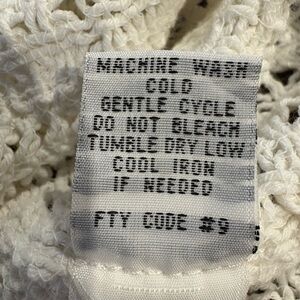 MACHINE WASH
COLD
GENTLE CYCLE
DO NOT BLEACH
TUMBLE DRY LOW
COOL IRON
IF NEEDED
FTY CODE #9